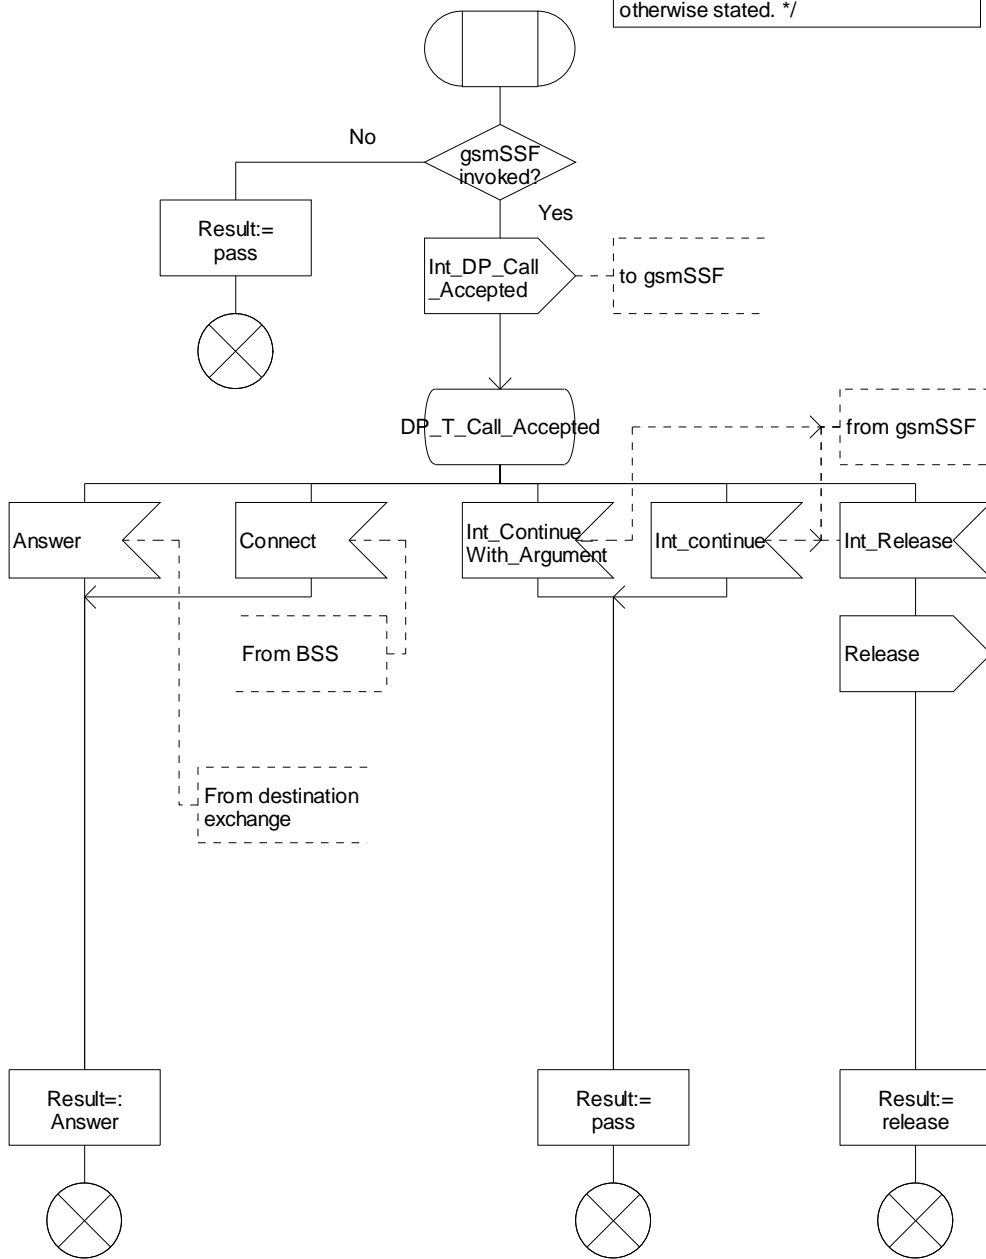 otherwise stated. */
No
gsmSSF
invoked?
Yes
Result:=
pass
Int_DP_Call
_Accepted
to gsmSSF
DP_T_Call_Accepted
from gsmSSF
Answer
Connect
Int_Continue_
With_Argument
Int_continue
Int_Release
From BSS
Release
From destination
exchange
Result=:
Answer
Result:=
pass
Result:=
release